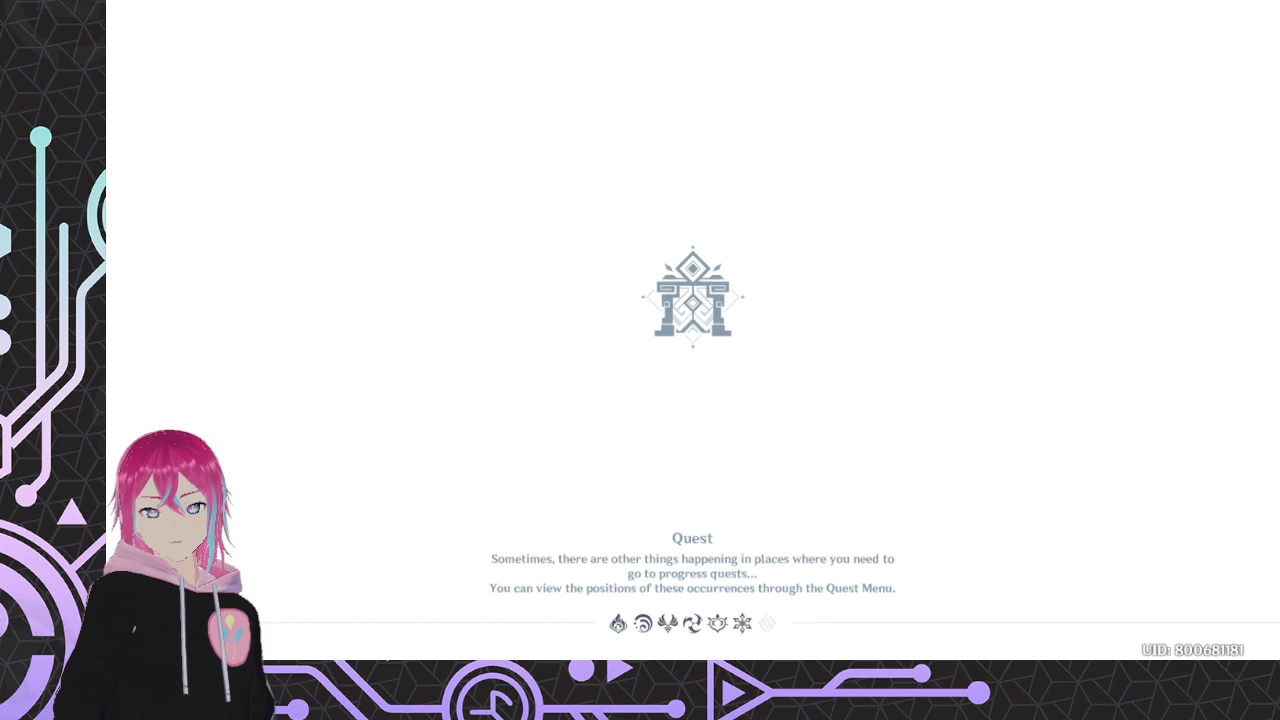 Quest
Sometimes, there are other things happening in places where you need to
go to progress quests...
You can view the positions of these occurrences through the Quest Menu.
UID: 800681181